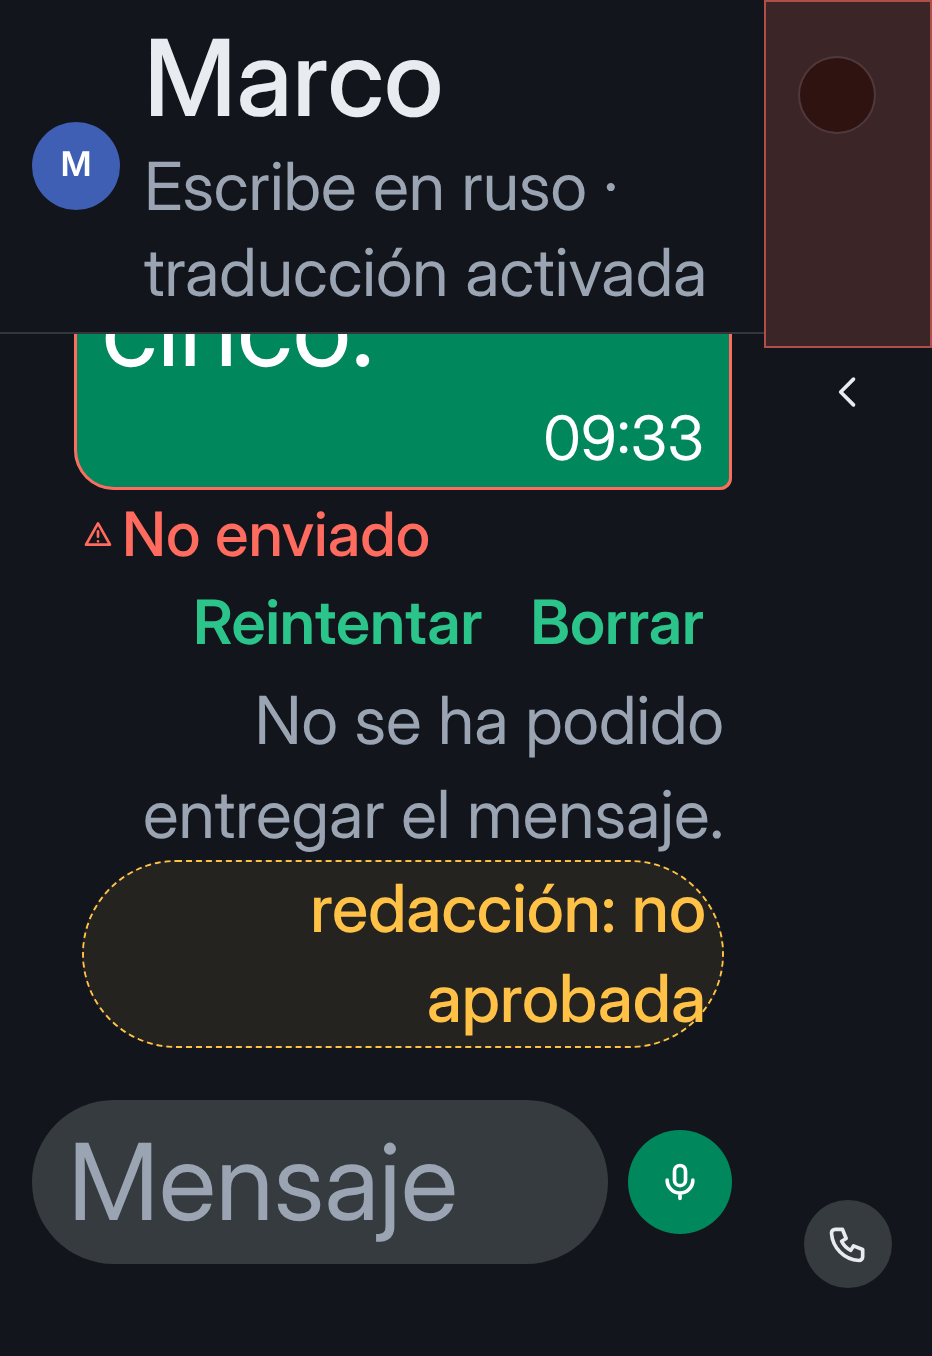 Marco
M
Escribe en ruso ·
traducción activada
cinco.
09:33
No enviado
Reintentar Borrar
No se ha podido
entregar el mensaje.
redacción: no
aprobada
Mensaje